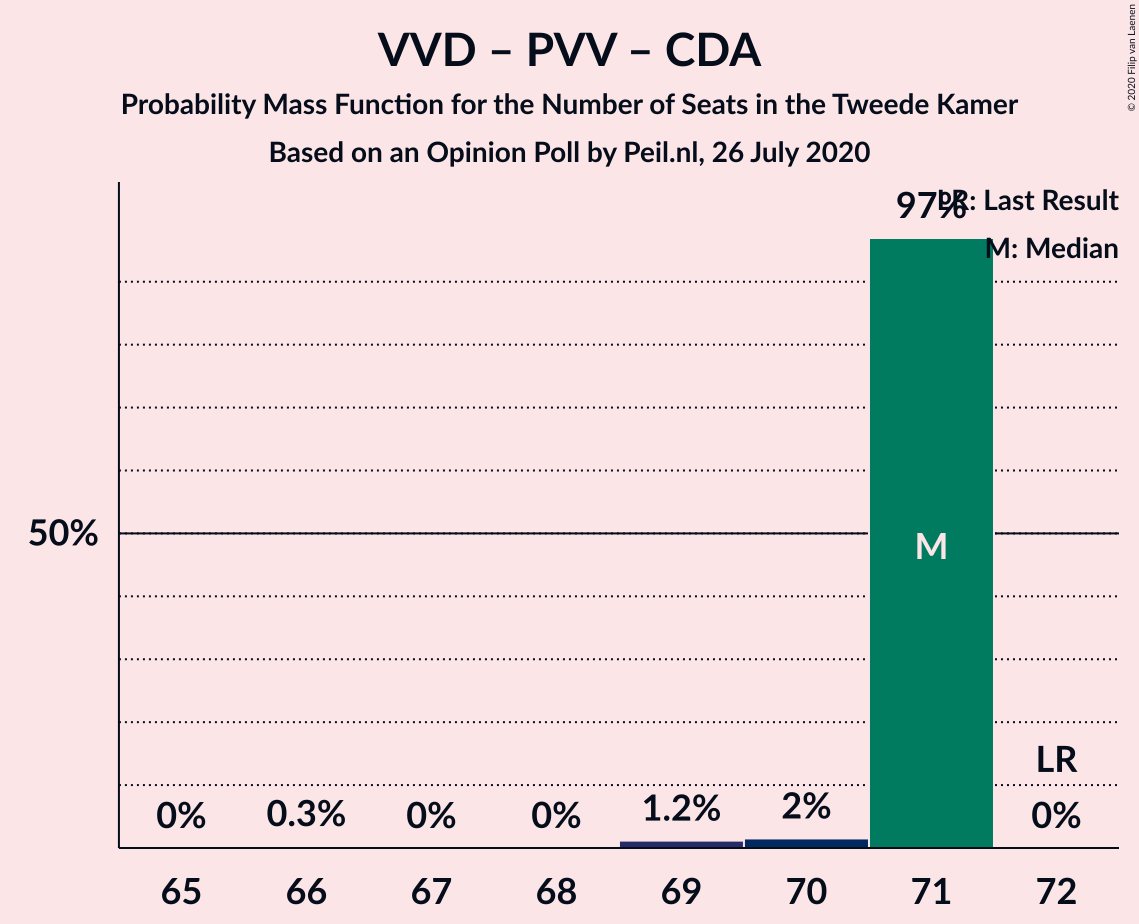 VVD – PVV – CDA
Probability Mass Function for the Number of Seats in the Tweede Kamer
Based on an Opinion Poll by Peil.nl, 26 July 2020
© 2020 Filip van Laenen
97%
LR: Last Result
M: Median
50%
M
LR
0% 0.3% 0% 0% 1.2% 2% 0%
65 66 67 68 69 70 71 72